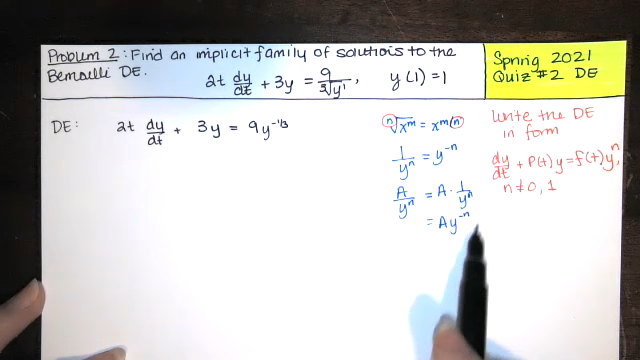 Problem 2: Find an implicit family of solutions to the
Bernoulli DE.
2t dy/dt + 3y = 9/∛y, y(1) = 1
Spnrig 2021
Quiz #2 DE
DE: 2t dy/dt + 3y = 9y^-1/3
ⁿ√x^m = x^m/n
1/y^n = y^-n
A/y^n = A · 1/y^n
= Ay^-n
Write the DE
in form
dy/dt + P(t)y = f(t)y^n,
n ≠ 0, 1